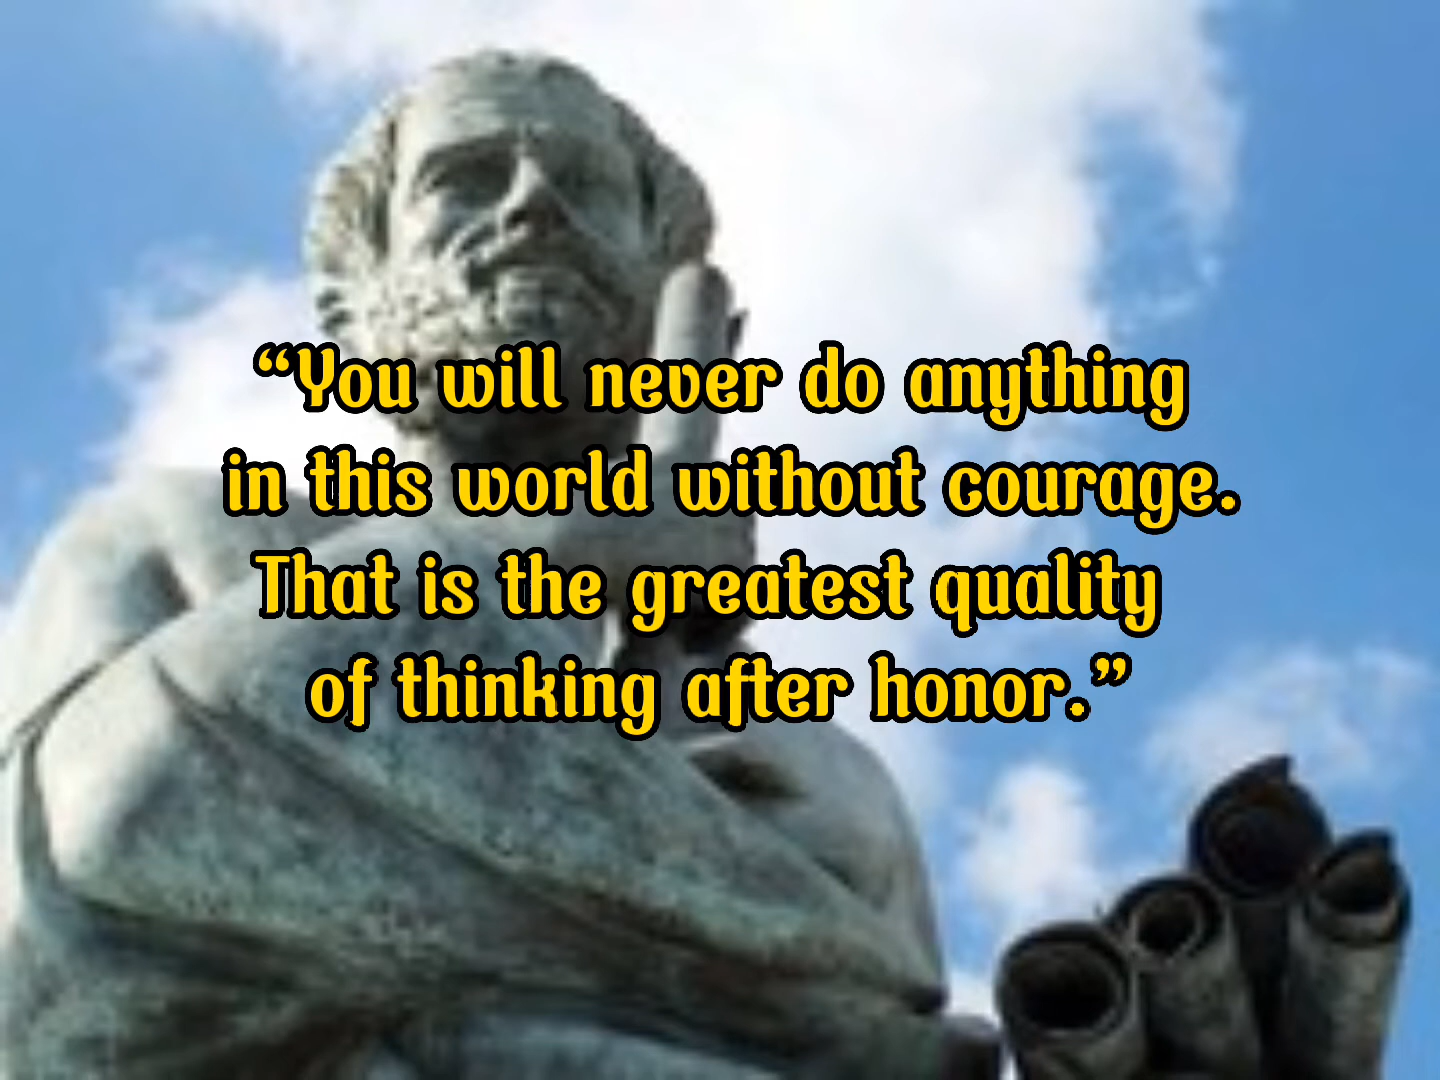 “You will never do anything
in this world without courage.
That is the greatest quality
of thinking after honor.”